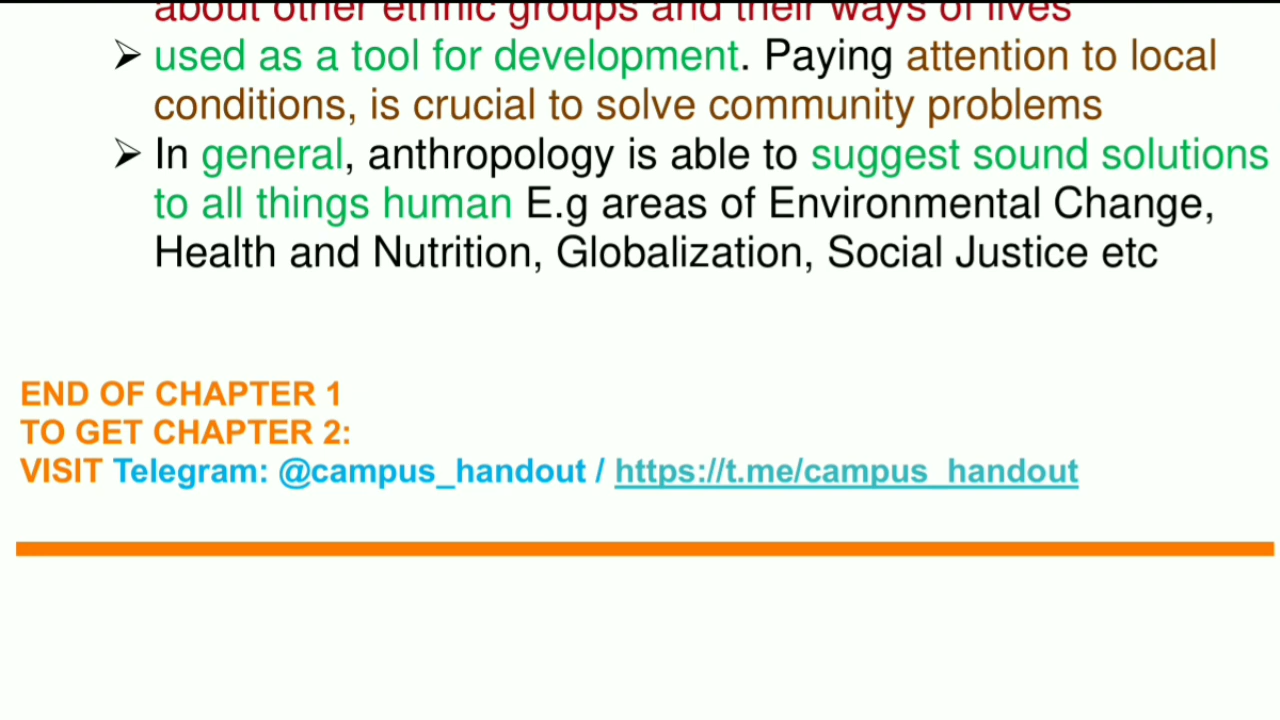 about other ethnic groups and their ways of lives
➢ used as a tool for development. Paying attention to local
conditions, is crucial to solve community problems
➢ In general, anthropology is able to suggest sound solutions
to all things human E.g areas of Environmental Change,
Health and Nutrition, Globalization, Social Justice etc
END OF CHAPTER 1
TO GET CHAPTER 2:
VISIT Telegram: @campus_handout / https://t.me/campus_handout